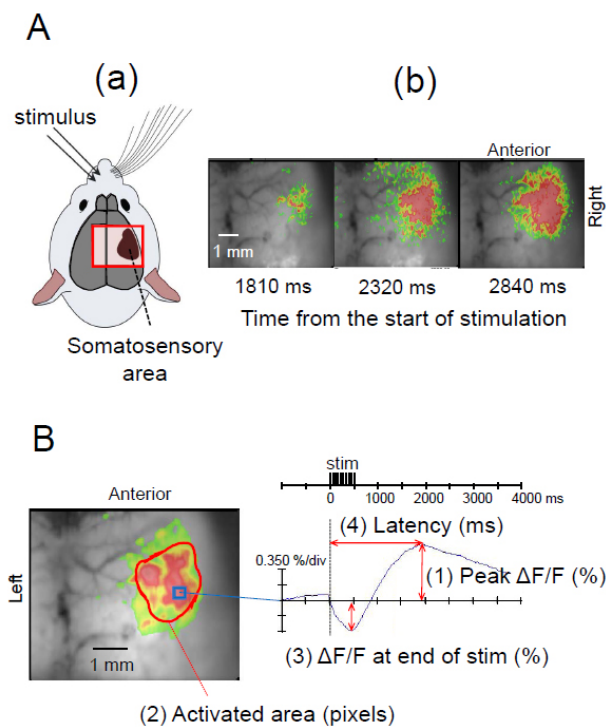 A
(a)
(b)
stimulus
Anterior
Right
1 mm
1810 ms
2320 ms
2840 ms
Time from the start of stimulation
Somatosensory
area
B
Anterior
Left
1 mm
(2) Activated area (pixels)
stim
0
1000
2000
3000
4000 ms
(4) Latency (ms)
0.350 %/div
(1) Peak ΔF/F (%)
(3) ΔF/F at end of stim (%)